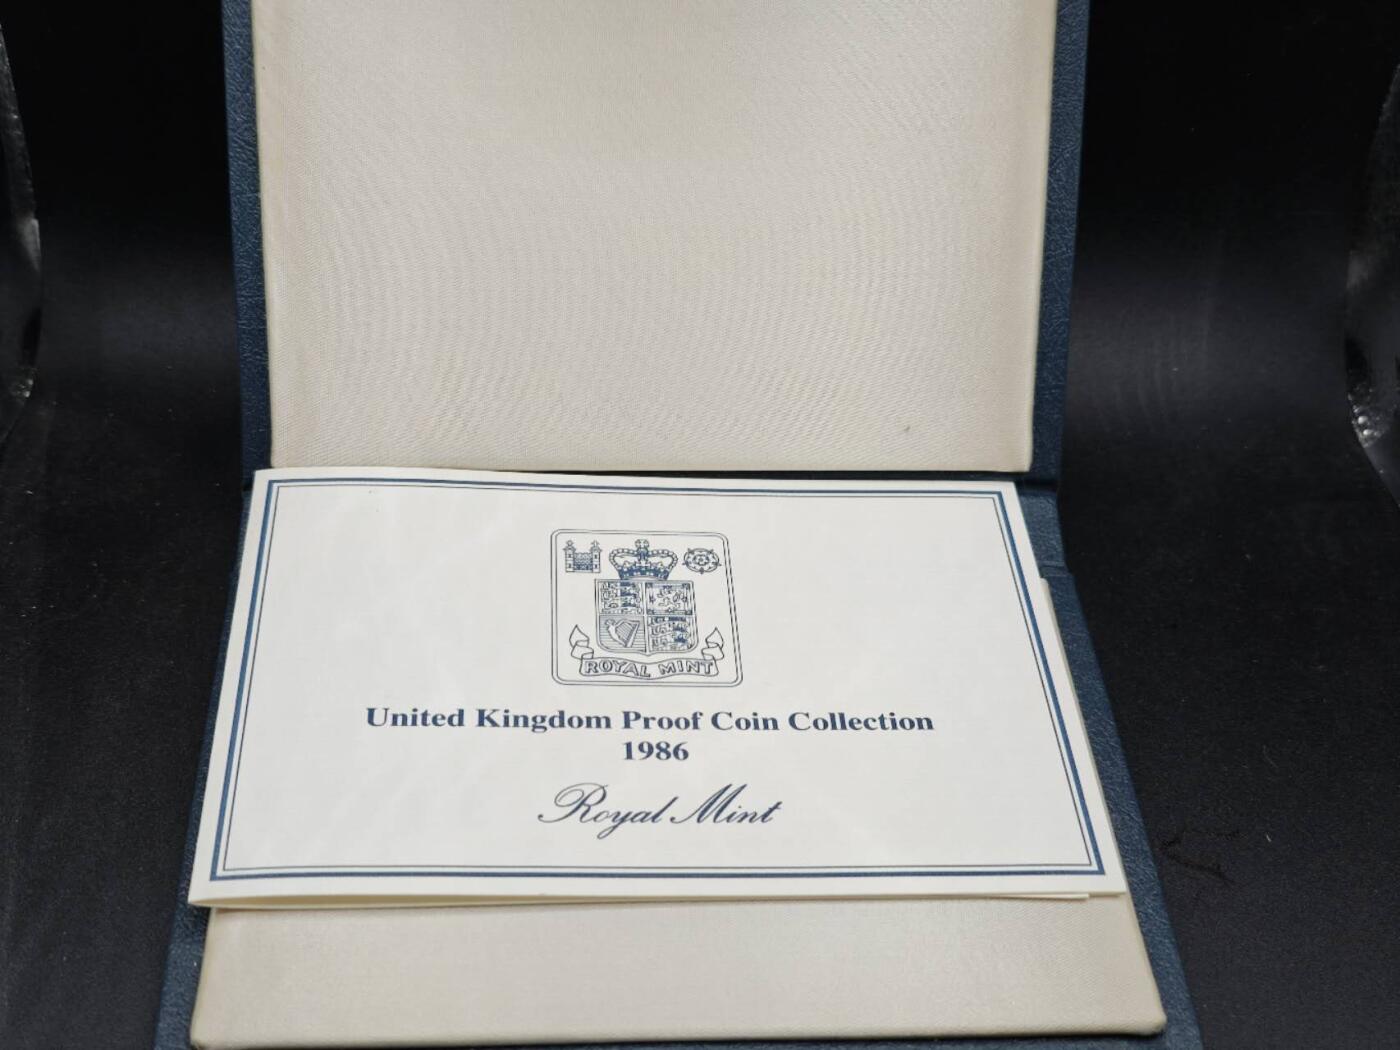 ROYAL MINT
United Kingdom Proof Coin Collection
1986
Royal Mint